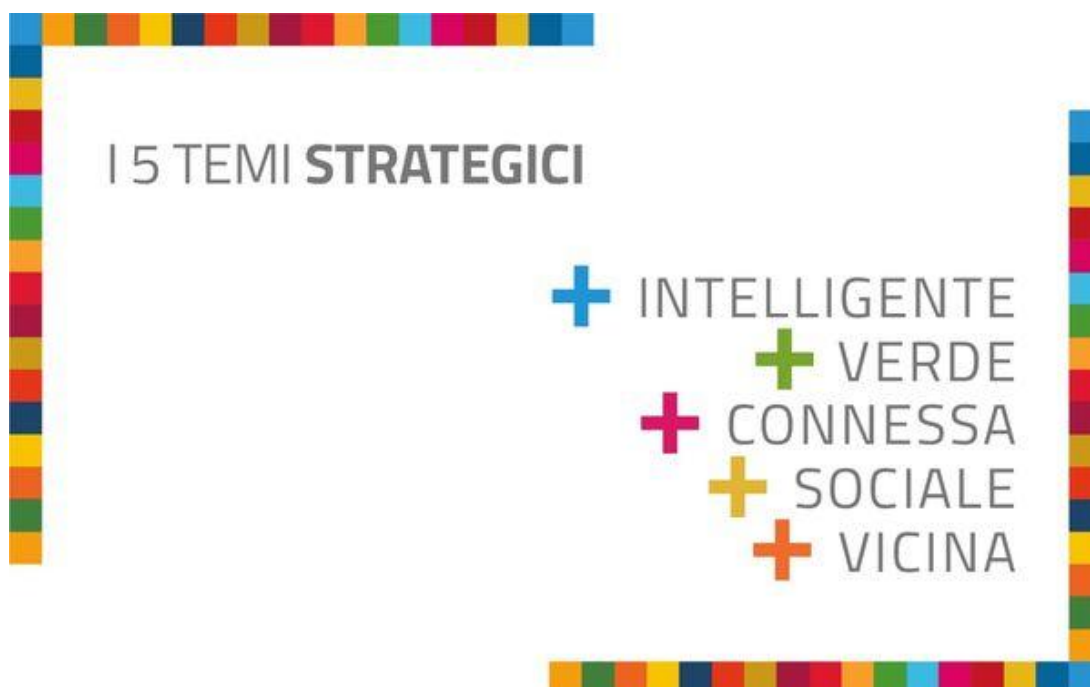 I 5 TEMI STRATEGICI
+ INTELLIGENTE
+ VERDE
+ CONNESSA
+ SOCIALE
+ VICINA